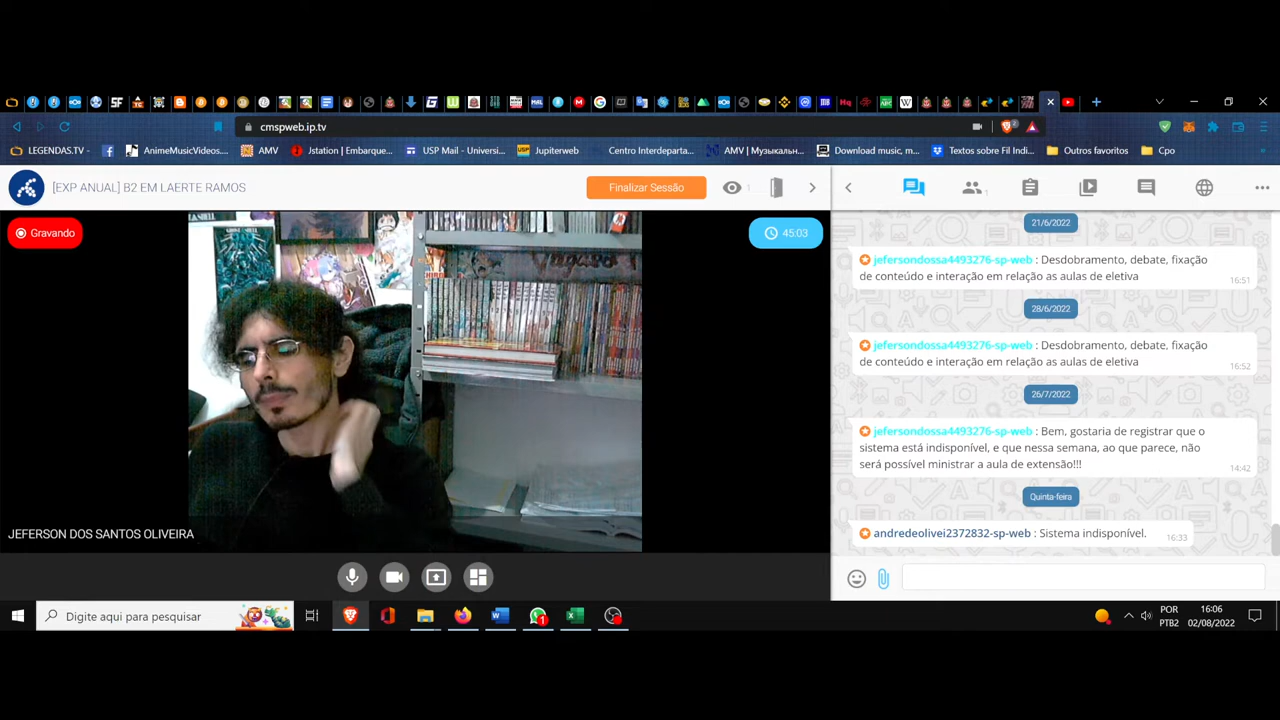 cmspweb.ip.tv
2
LEGENDAS.TV
AnimeMusicVideos...
AMV
Jstation | Embarque...
USP Mail - Universi...
Jupiterweb
Centro Interdeparta...
AMV | Музыкальн...
Download music, m...
Textos sobre Fil Indi...
Outros favoritos
Cpo
[EXP ANUAL] B2 EM LAERTE RAMOS
Finalizar Sessão
1
1
Gravando
45:03
21/6/2022
jefersondossa4493276-sp-web : Desdobramento, debate, fixação
de conteúdo e interação em relação as aulas de eletiva
16:51
28/6/2022
jefersondossa4493276-sp-web : Desdobramento, debate, fixação
de conteúdo e interação em relação as aulas de eletiva
16:52
26/7/2022
jefersondossa4493276-sp-web : Bem, gostaria de registrar que o
sistema está indisponível, e que nessa semana, ao que parece, não
será possível ministrar a aula de extensão!!!
14:42
Quinta-feira
andredeolivei2372832-sp-web : Sistema indisponível.
16:33
JEFERSON DOS SANTOS OLIVEIRA
Digite aqui para pesquisar
1
POR
PTB2
16:06
02/08/2022